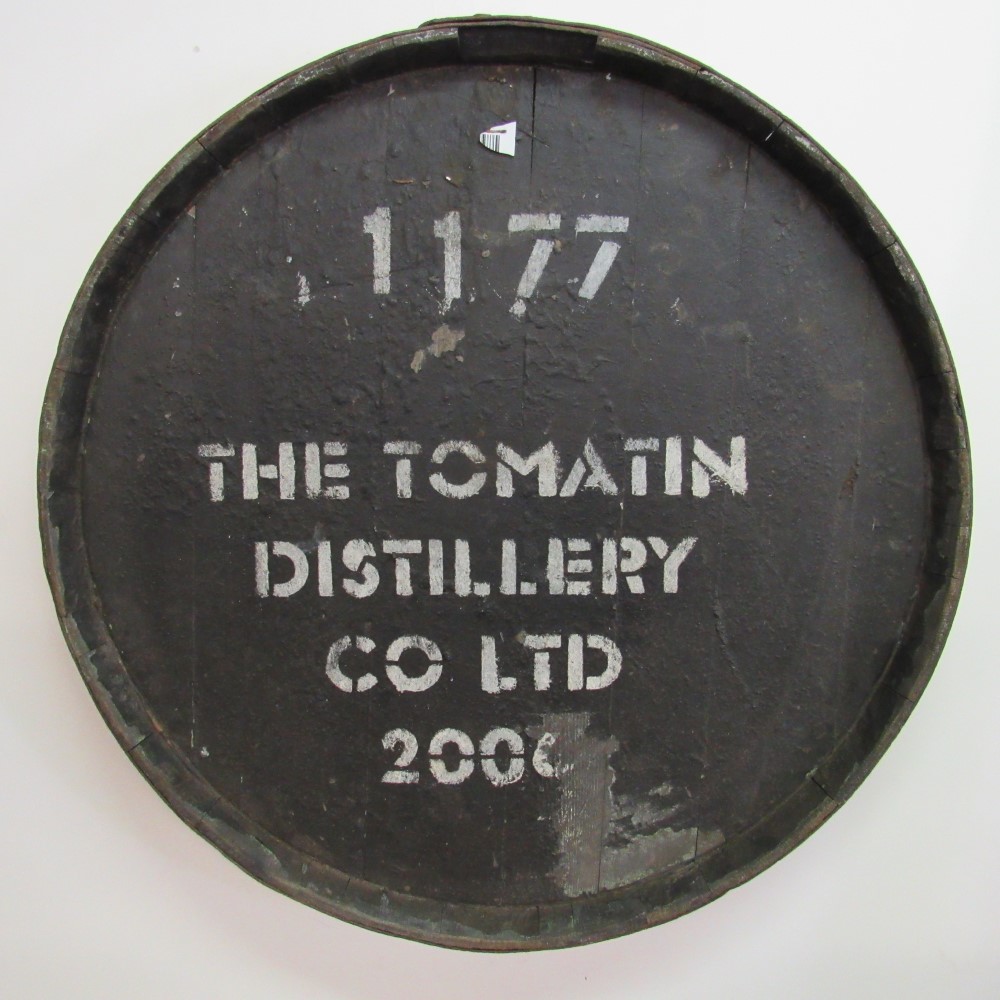 1177
THE TOMATIN
DISTILLERY
CO LTD
2006